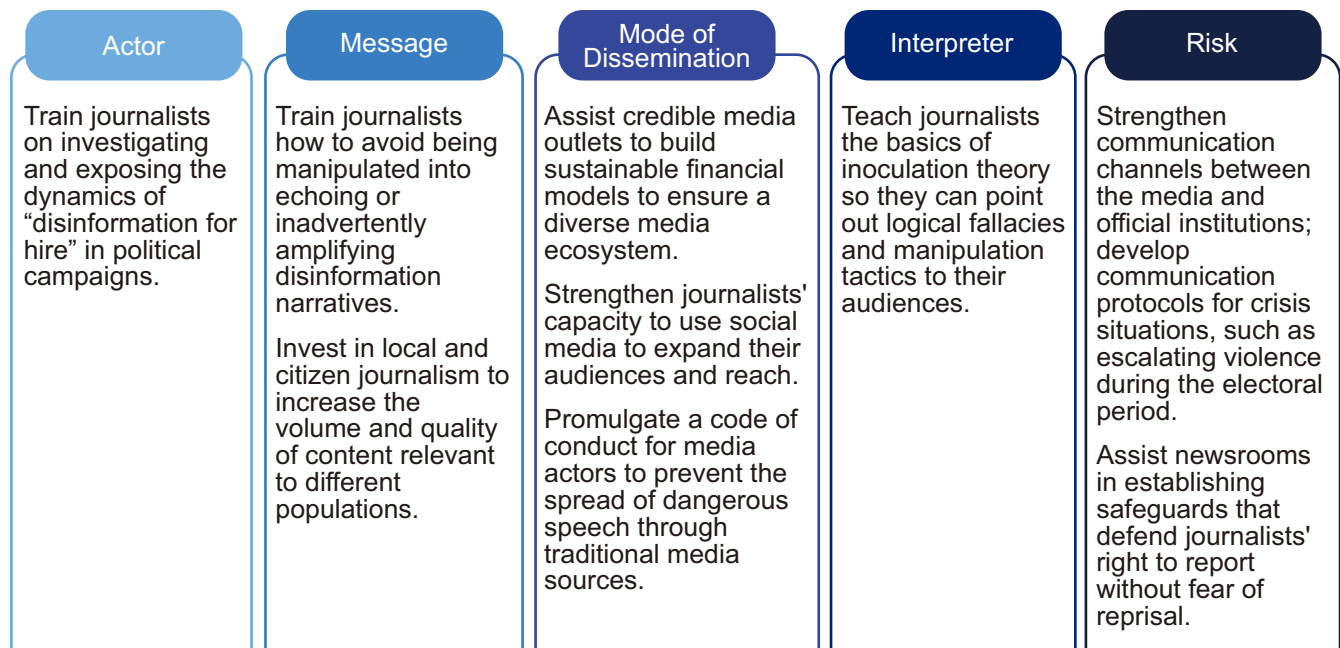 Actor
Train journalists
on investigating
and exposing the
dynamics of
“disinformation for
hire” in political
campaigns.
Message
Train journalists
how to avoid being
manipulated into
echoing or
inadvertently
amplifying
disinformation
narratives.
Invest in local and
citizen journalism to
increase the
volume and quality
of content relevant
to different
populations.
Mode of
Dissemination
Assist credible media
outlets to build
sustainable financial
models to ensure a
diverse media
ecosystem.
Strengthen journalists'
capacity to use social
media to expand their
audiences and reach.
Promulgate a code of
conduct for media
actors to prevent the
spread of dangerous
speech through
traditional media
sources.
Interpreter
Teach journalists
the basics of
inoculation theory
so they can point
out logical fallacies
and manipulation
tactics to their
audiences.
Risk
Strengthen
communication
channels between
the media and
official institutions;
develop
communication
protocols for crisis
situations, such as
escalating violence
during the electoral
period.
Assist newsrooms
in establishing
safeguards that
defend journalists'
right to report
without fear of
reprisal.